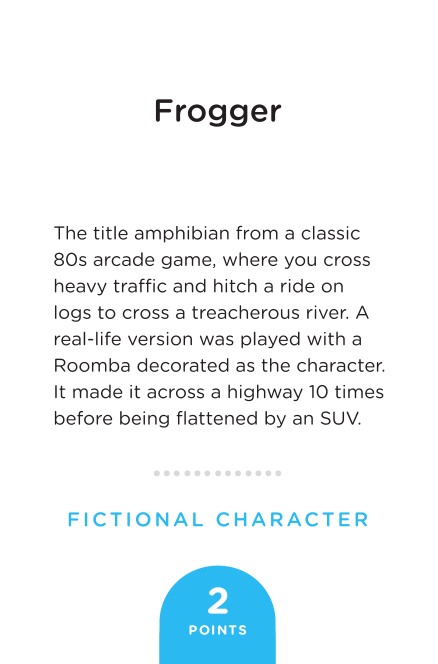 Frogger
The title amphibian from a classic
80s arcade game, where you cross
heavy traffic and hitch a ride on
logs to cross a treacherous river. A
real-life version was played with a
Roomba decorated as the character.
It made it across a highway 10 times
before being flattened by an SUV.
FICTIONAL CHARACTER
2
POINTS